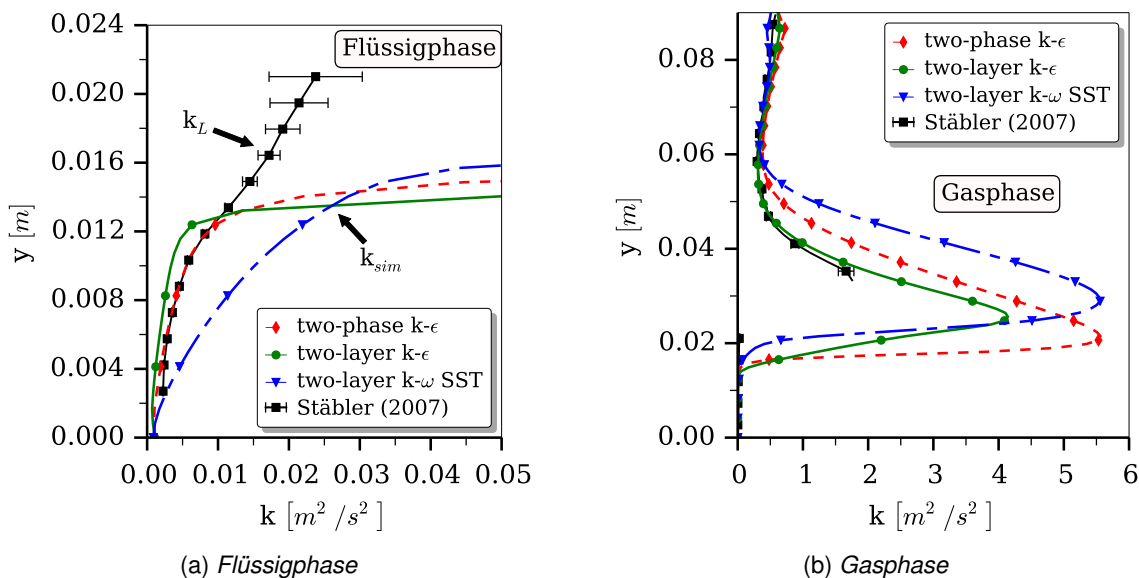 0.024
0.020
0.016
0.012
0.008
0.004
0.000
y [m]
Flüssigphase
k_L
k_sim
two-phase k-ϵ
two-layer k-ϵ
two-layer k-ω SST
Stäbler (2007)
0.00 0.01 0.02 0.03 0.04 0.05
k [m² /s²]
(a) Flüssigphase
0.08
0.06
0.04
0.02
0.00
y [m]
two-phase k-ϵ
two-layer k-ϵ
two-layer k-ω SST
Stäbler (2007)
Gasphase
0 1 2 3 4 5 6
k [m² /s²]
(b) Gasphase